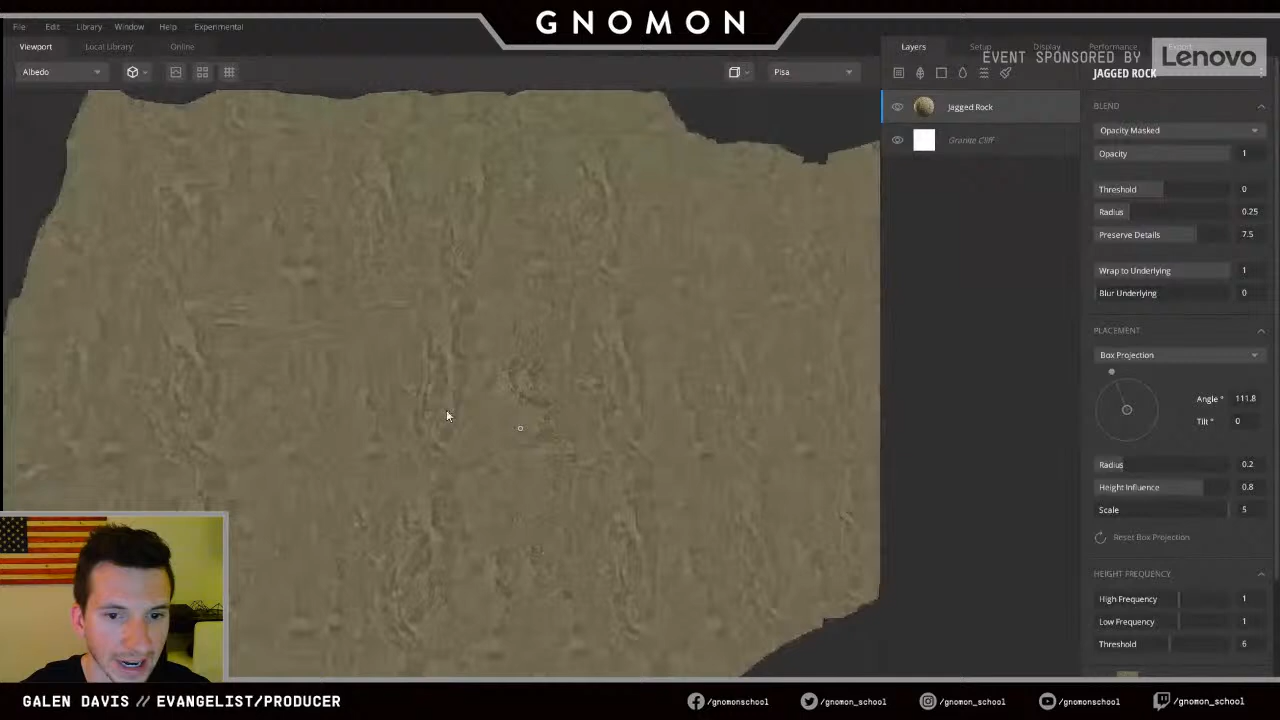 GNOMON
File Edit Library Window Help Experimental
Viewport Local Library Online
Layers Setup Display Performance Export
EVENT SPONSORED BY Lenovo
Albedo
Pisa
JAGGED ROCK
Jagged Rock
Granite Cliff
BLEND
Opacity Masked
Opacity 1
Threshold 0
Radius 0.25
Preserve Details 7.5
Wrap to Underlying 1
Blur Underlying 0
PLACEMENT
Box Projection
Angle ° 111.8
Tilt ° 0
Radius 0.2
Height Influence 0.8
Scale 5
Reset Box Projection
HEIGHT FREQUENCY
High Frequency 1
Low Frequency 1
Threshold 6
GALEN DAVIS // EVANGELIST/PRODUCER
/gnomonschool
/gnomon_school
/gnomon_school
/gnomonschool
/gnomon_school